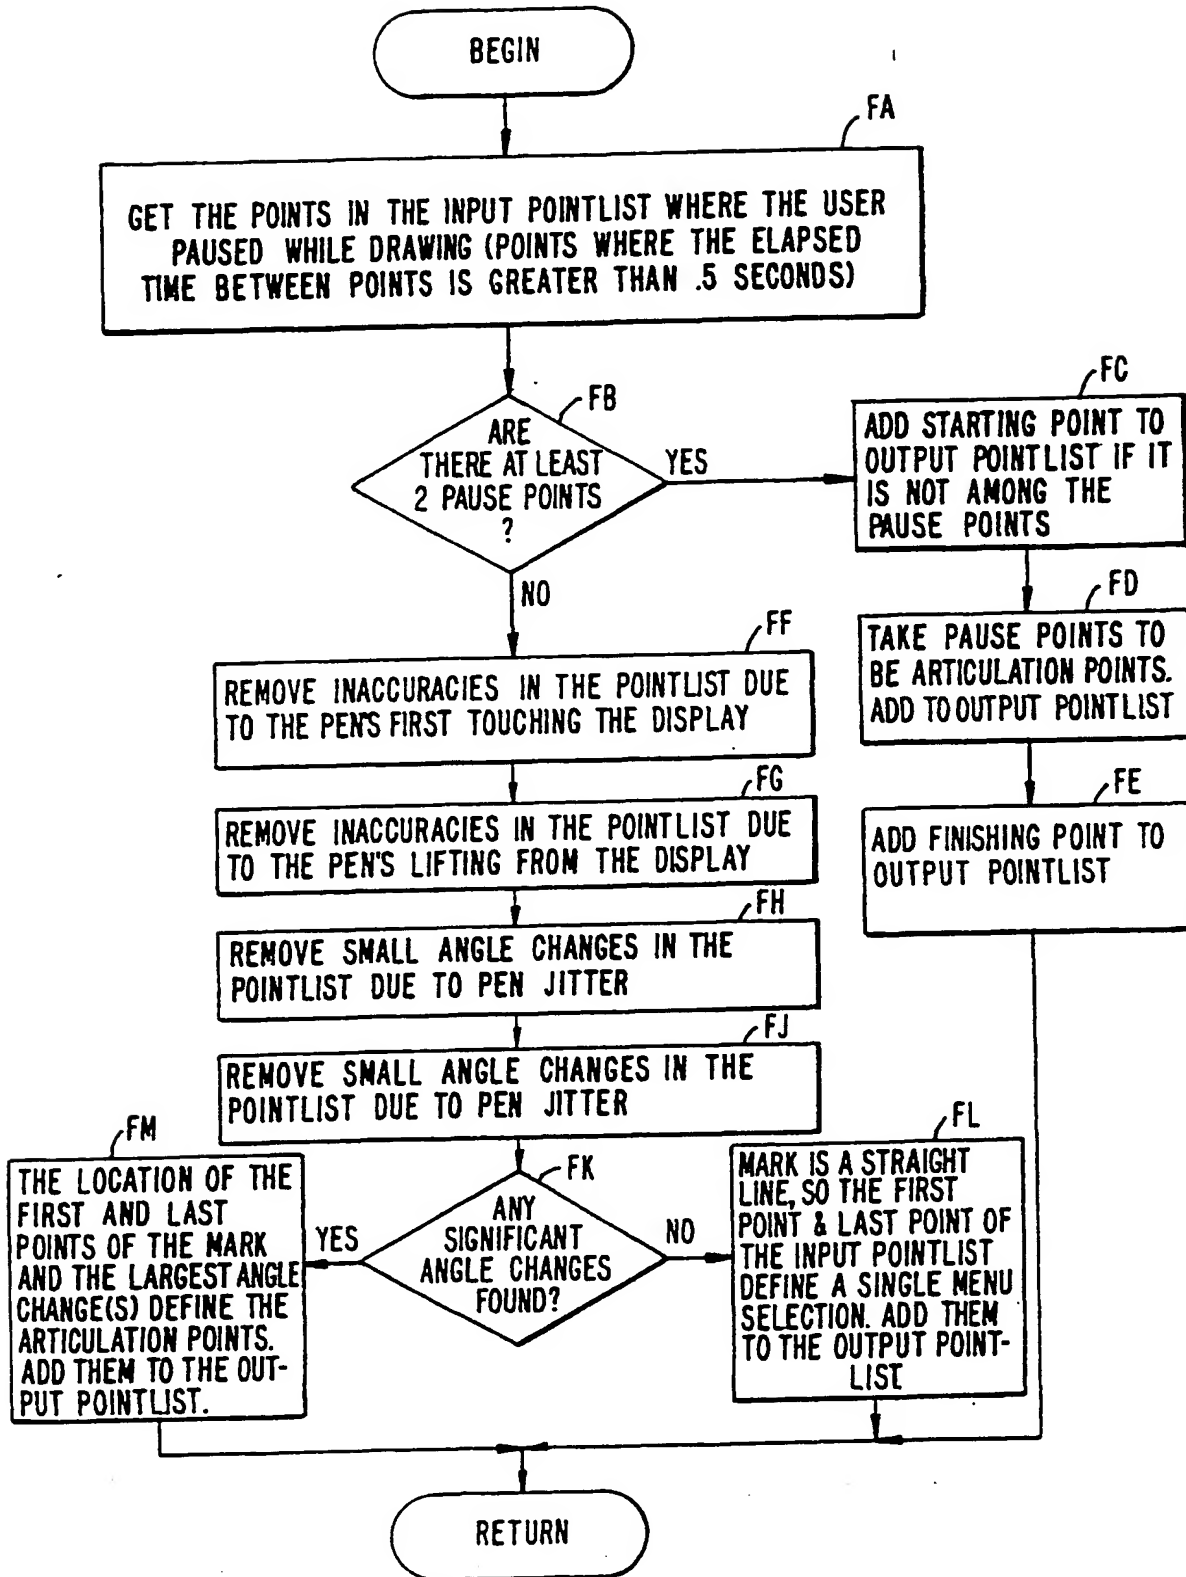 BEGIN
FA
GET THE POINTS IN THE INPUT POINTLIST WHERE THE USER
PAUSED WHILE DRAWING (POINTS WHERE THE ELAPSED
TIME BETWEEN POINTS IS GREATER THAN .5 SECONDS)
FB
ARE
THERE AT LEAST
2 PAUSE POINTS
?
YES
NO
FC
ADD STARTING POINT TO
OUTPUT POINTLIST IF IT
IS NOT AMONG THE
PAUSE POINTS
FD
TAKE PAUSE POINTS TO
BE ARTICULATION POINTS.
ADD TO OUTPUT POINTLIST
FE
ADD FINISHING POINT TO
OUTPUT POINTLIST
FF
REMOVE INACCURACIES IN THE POINTLIST DUE
TO THE PEN'S FIRST TOUCHING THE DISPLAY
FG
REMOVE INACCURACIES IN THE POINTLIST DUE
TO THE PEN'S LIFTING FROM THE DISPLAY
FH
REMOVE SMALL ANGLE CHANGES IN THE
POINTLIST DUE TO PEN JITTER
FJ
REMOVE SMALL ANGLE CHANGES IN THE
POINTLIST DUE TO PEN JITTER
FK
ANY
SIGNIFICANT
ANGLE CHANGES
FOUND?
YES
NO
FM
THE LOCATION OF THE
FIRST AND LAST
POINTS OF THE MARK
AND THE LARGEST ANGLE
CHANGE(S) DEFINE THE
ARTICULATION POINTS.
ADD THEM TO THE OUT-
PUT POINTLIST.
FL
MARK IS A STRAIGHT
LINE, SO THE FIRST
POINT & LAST POINT OF
THE INPUT POINTLIST
DEFINE A SINGLE MENU
SELECTION. ADD THEM
TO THE OUTPUT POINT-
LIST
RETURN